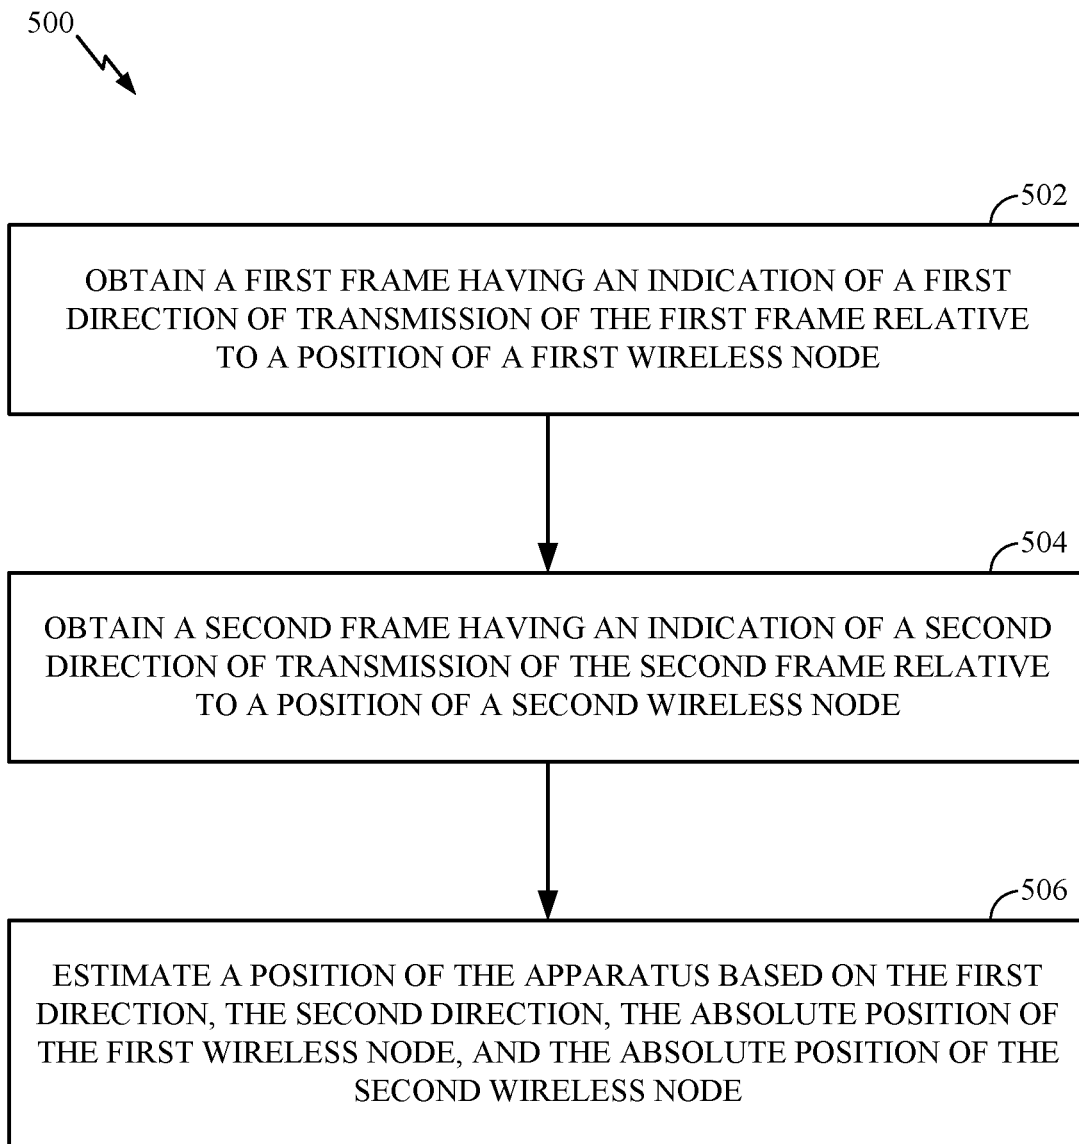 500
502
OBTAIN A FIRST FRAME HAVING AN INDICATION OF A FIRST
DIRECTION OF TRANSMISSION OF THE FIRST FRAME RELATIVE
TO A POSITION OF A FIRST WIRELESS NODE
504
OBTAIN A SECOND FRAME HAVING AN INDICATION OF A SECOND
DIRECTION OF TRANSMISSION OF THE SECOND FRAME RELATIVE
TO A POSITION OF A SECOND WIRELESS NODE
506
ESTIMATE A POSITION OF THE APPARATUS BASED ON THE FIRST
DIRECTION, THE SECOND DIRECTION, THE ABSOLUTE POSITION OF
THE FIRST WIRELESS NODE, AND THE ABSOLUTE POSITION OF THE
SECOND WIRELESS NODE